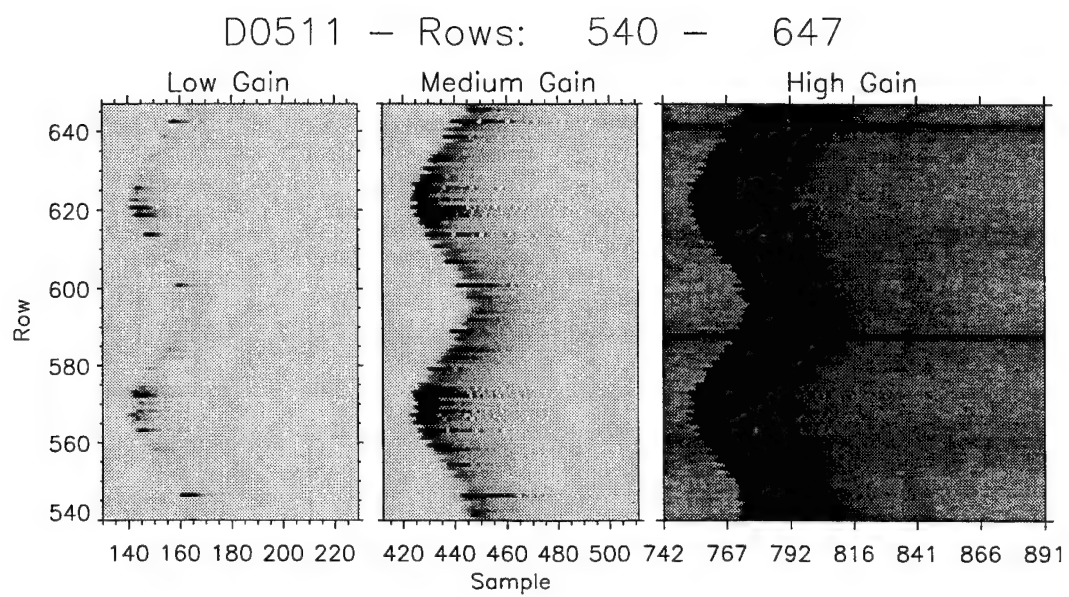 D0511 — Rows: 540 — 647
Low Gain Medium Gain High Gain
Row
640
620
600
580
560
540
140 160 180 200 220 420 440 460 480 500 742 767 792 816 841 866 891
Sample